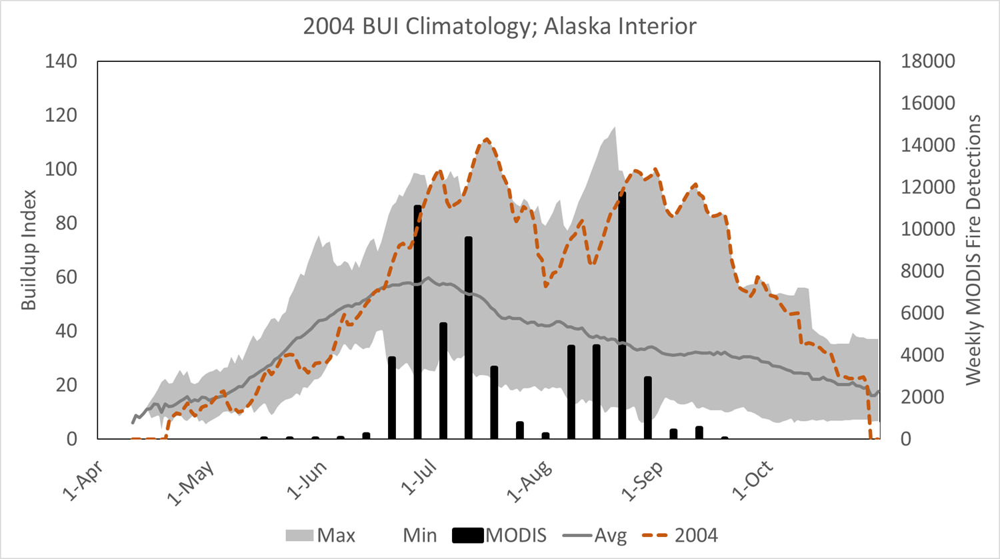 2004 BUI Climatology; Alaska Interior
140
120
100
80
60
40
20
0
Buildup Index
18000
16000
14000
12000
10000
8000
6000
4000
2000
0
Weekly MODIS Fire Detections
1-Apr
1-May
1-Jun
1-Jul
1-Aug
1-Sep
1-Oct
Max Min MODIS Avg 2004